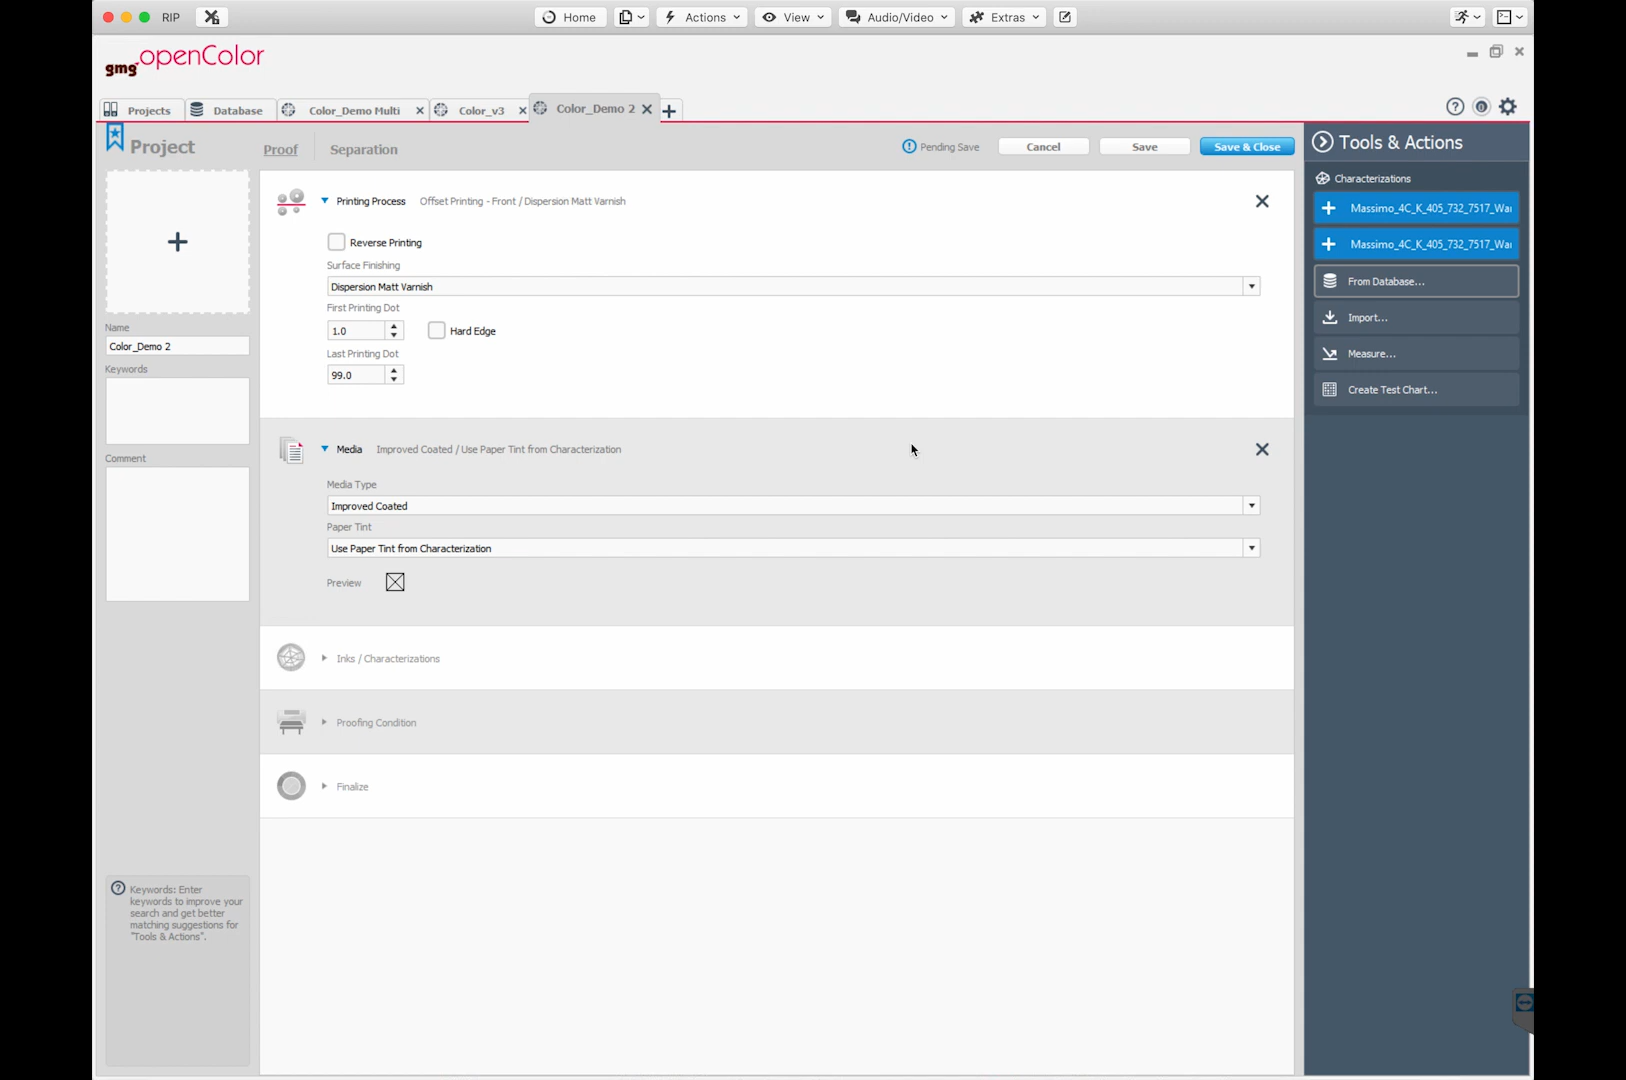 RIP
Home
Actions
View
Audio/Video
Extras
gmg openColor
Projects
Database
Color_Demo Multi
Color_v3
Color_Demo 2
Project
Proof
Separation
Pending Save
Cancel
Save
Save & Close
Name
Color_Demo 2
Keywords
Comment
Keywords: Enter
keywords to improve your
search and get better
matching suggestions for
"Tools & Actions".
Printing Process Offset Printing - Front / Dispersion Matt Varnish
Reverse Printing
Surface Finishing
Dispersion Matt Varnish
First Printing Dot
1.0
Hard Edge
Last Printing Dot
99.0
Media Improved Coated / Use Paper Tint from Characterization
Media Type
Improved Coated
Paper Tint
Use Paper Tint from Characterization
Preview
Inks / Characterizations
Proofing Condition
Finalize
Tools & Actions
Characterizations
Massimo_4C_K_405_732_7517_Wa
Massimo_4C_K_405_732_7517_Wa
From Database...
Import...
Measure...
Create Test Chart...